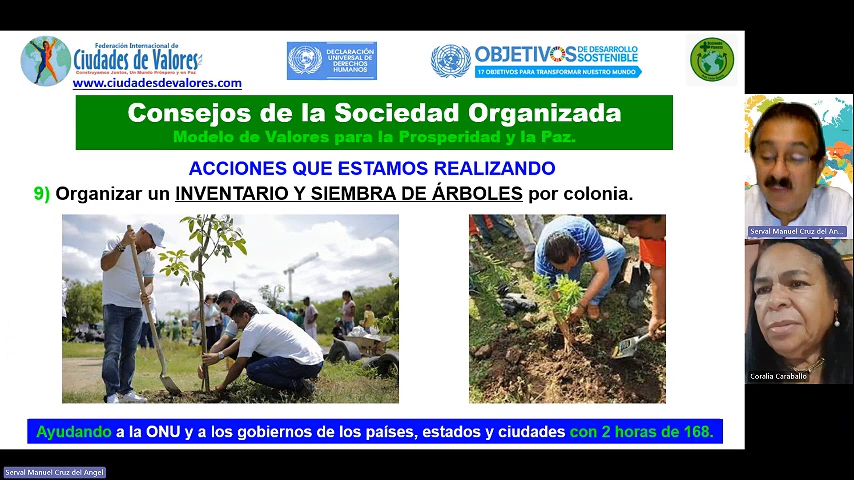 Federación Internacional de
Ciudades de Valores
Construyamos Juntos, Un Mundo Próspero y en Paz
www.ciudadesdevalores.com
DECLARACIÓN
UNIVERSAL DE
DERECHOS
HUMANOS
OBJETIVOS DE DESARROLLO
SOSTENIBLE
17 OBJETIVOS PARA TRANSFORMAR NUESTRO MUNDO
Consejos de la Sociedad Organizada
Modelo de Valores para la Prosperidad y la Paz.
ACCIONES QUE ESTAMOS REALIZANDO
9) Organizar un INVENTARIO Y SIEMBRA DE ÁRBOLES por colonia.
Ayudando a la ONU y a los gobiernos de los países, estados y ciudades con 2 horas de 168.
Serval Manuel Cruz del An...
Coralia Caraballo
Serval Manuel Cruz del Angel